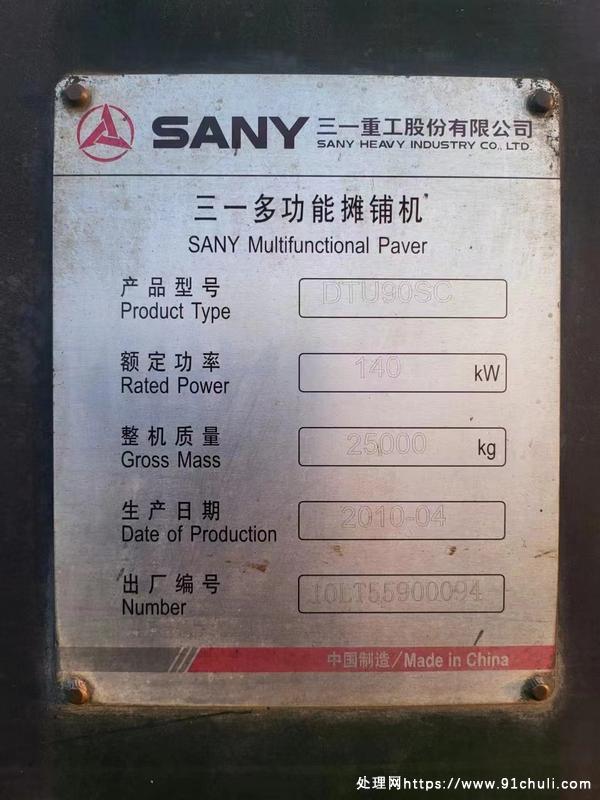 SANY 三一重工股份有限公司
SANY HEAVY INDUSTRY CO., LTD.
三一多功能摊铺机
SANY Multifunctional Paver
产品型号 DTU90SC
Product Type
额定功率 140 kW
Rated Power
整机质量 25000 kg
Gross Mass
生产日期 2010-04
Date of Production
出厂编号 10LT55900094
Number
中国制造/Made in China
处理网https://www.91chuli.com/